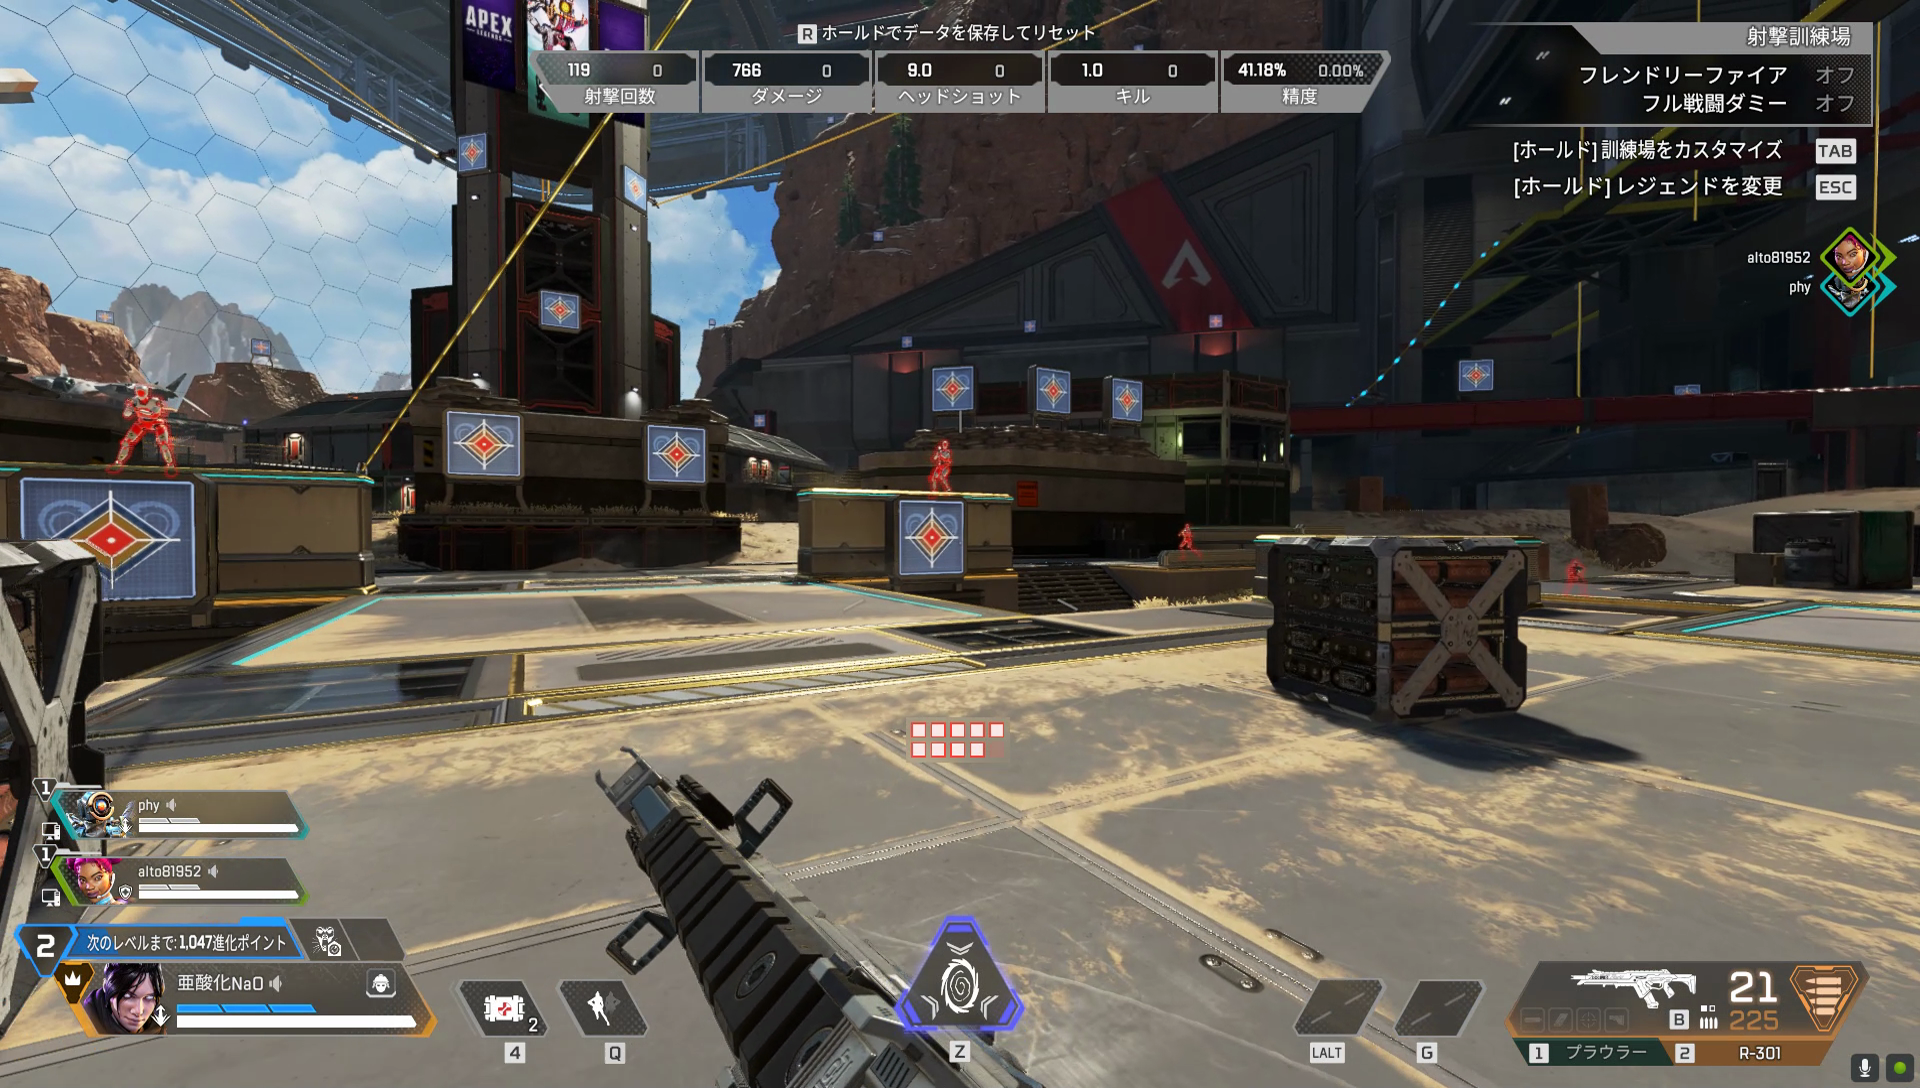 APEX
LEGENDS
R ホールドでデータを保存してリセット
119 0
射撃回数
766 0
ダメージ
9.0 0
ヘッドショット
1.0 0
キル
41.18% 0.00%
精度
射撃訓練場
フレンドリーファイア オフ
フル戦闘ダミー オフ
[ホールド]訓練場をカスタマイズ TAB
[ホールド]レジェンドを変更 ESC
alto81952
phy
1
phy
1
alto81952
2 次のレベルまで:1,047進化ポイント
亜酸化NaO
2
4
Q
Z
LALT
G
21
B 225
1 プラウラー 2 R-301